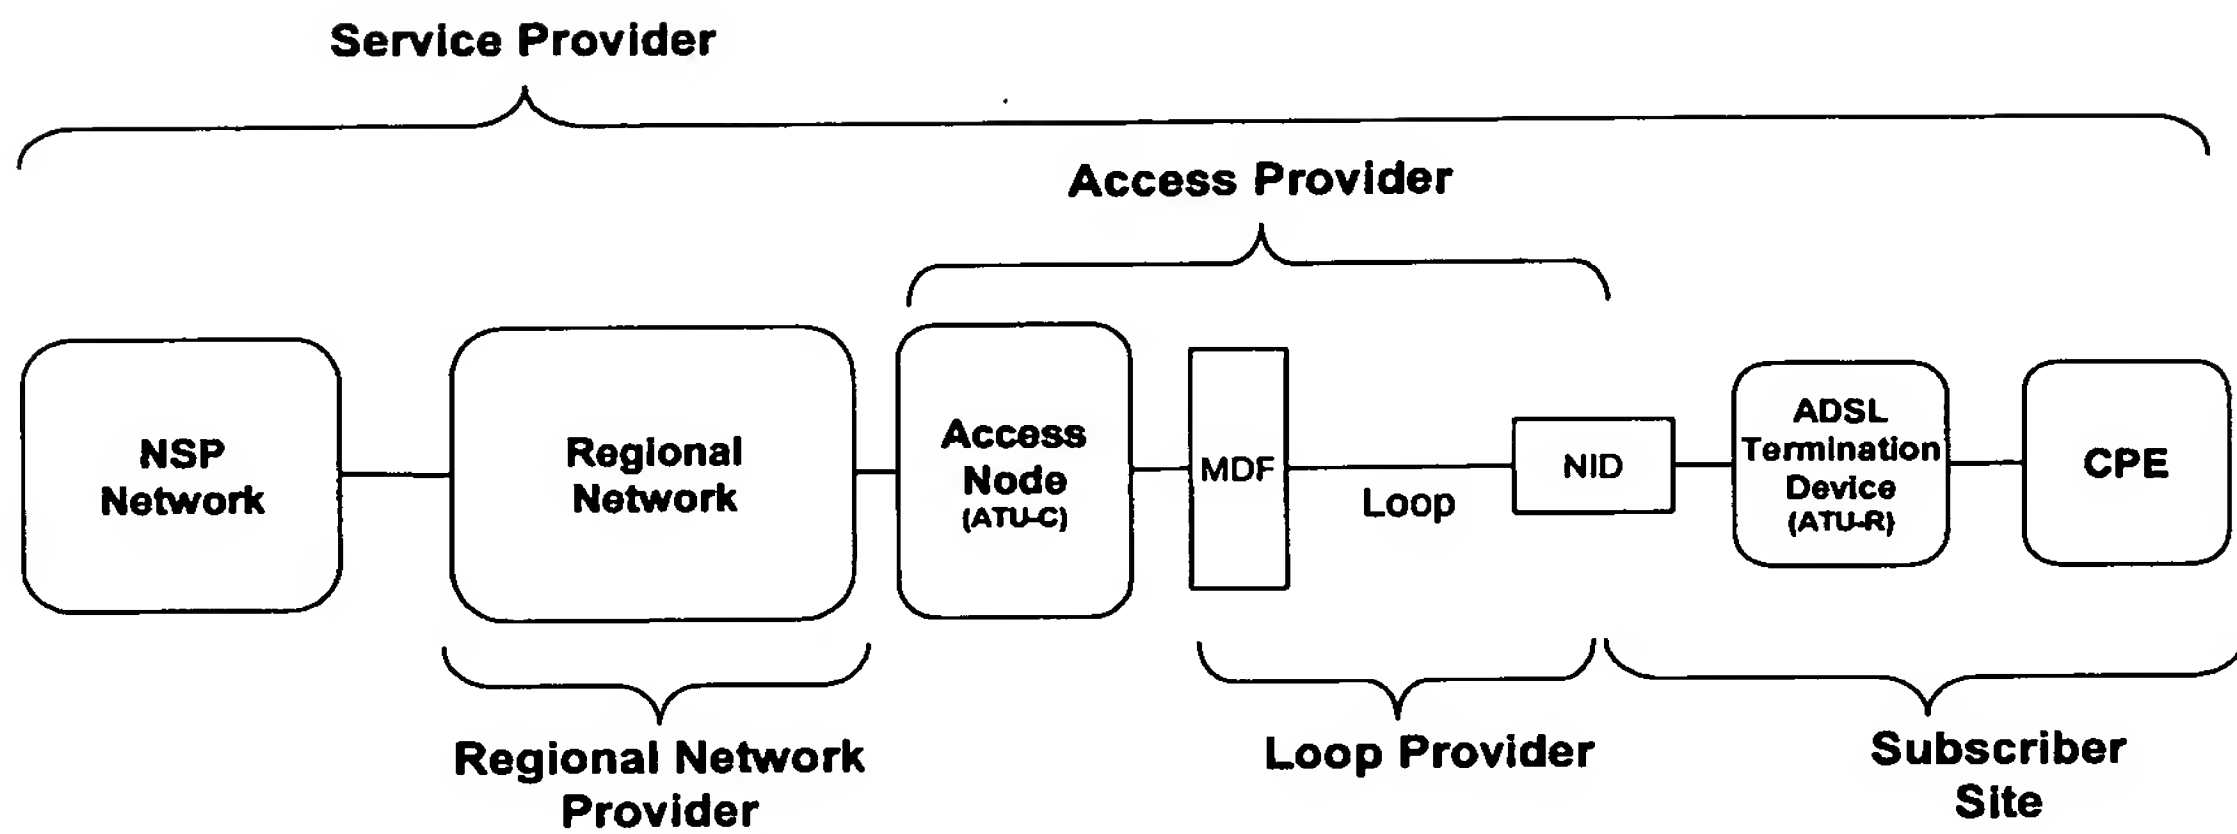 Service Provider
Access Provider
NSP
Network
Regional
Network
Access
Node
(ATU-C)
MDF
Loop
NID
ADSL
Termination
Device
(ATU-R)
CPE
Regional Network
Provider
Loop Provider
Subscriber
Site